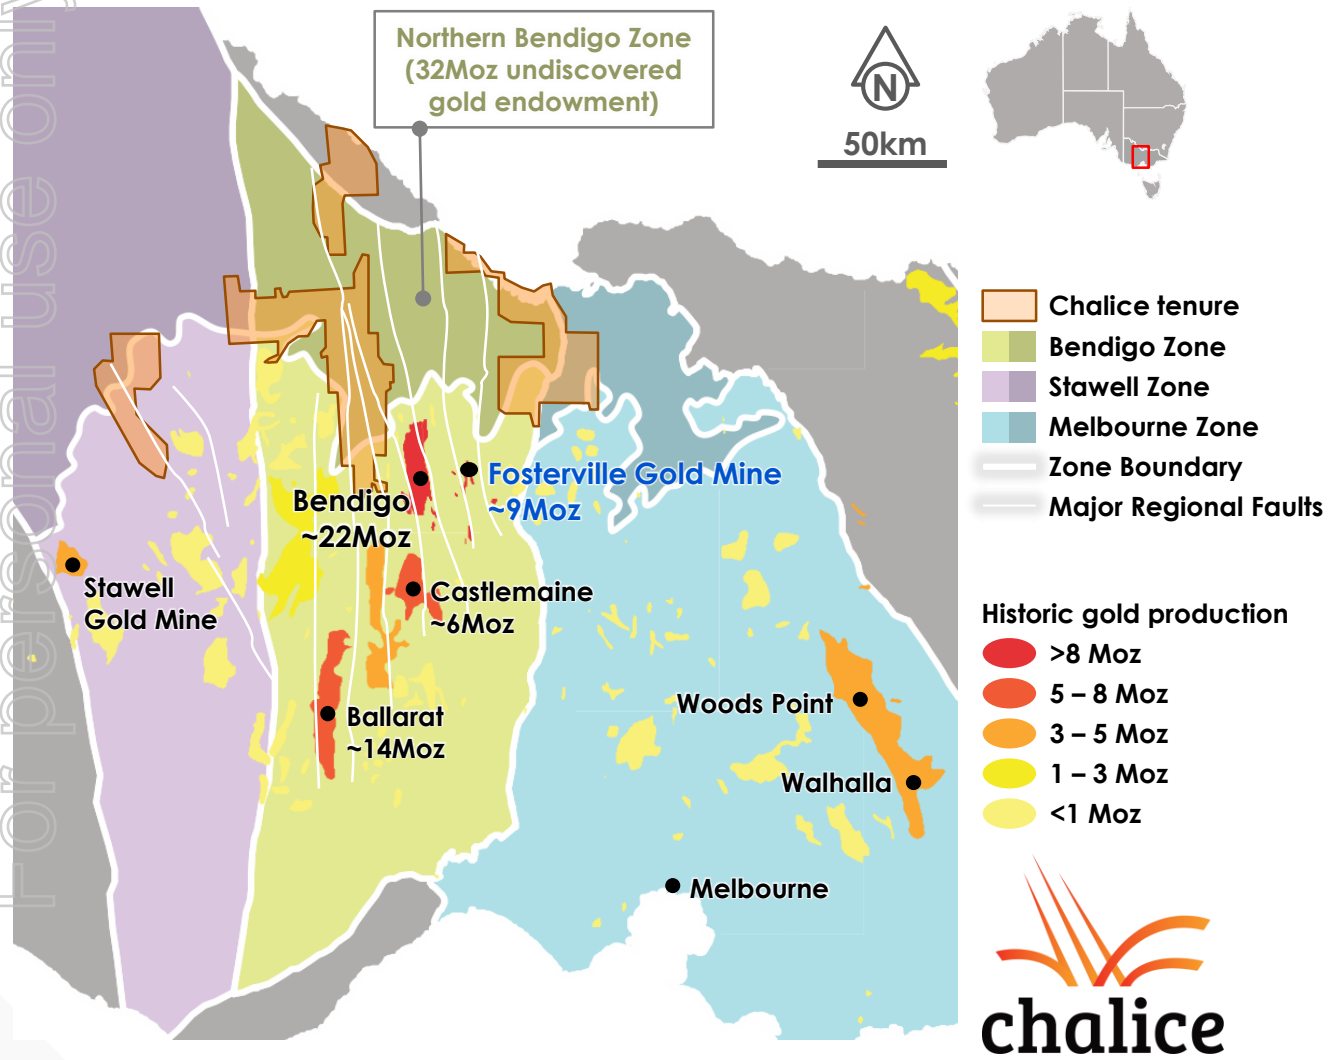 For personal use only
Northern Bendigo Zone
(32Moz undiscovered
gold endowment)
N
50km
Chalice tenure
Bendigo Zone
Stawell Zone
Melbourne Zone
Zone Boundary
Major Regional Faults
Fosterville Gold Mine
~9Moz
Bendigo
~22Moz
Stawell
Gold Mine
Castlemaine
~6Moz
Ballarat
~14Moz
Woods Point
Walhalla
Melbourne
Historic gold production
>8 Moz
5 – 8 Moz
3 – 5 Moz
1 – 3 Moz
<1 Moz
chalice